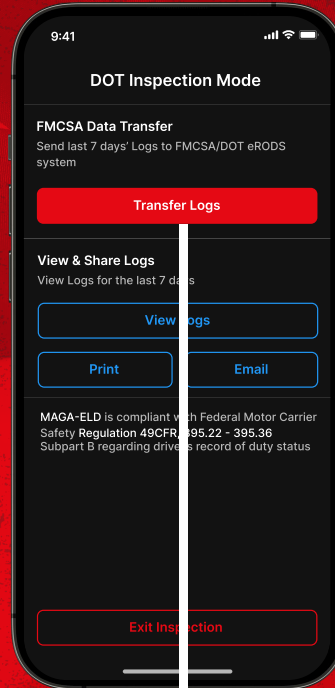 9:41
DOT Inspection Mode
FMCSA Data Transfer
Send last 7 days' Logs to FMCSA/DOT eRODS
system
Transfer Logs
View & Share Logs
View Logs for the last 7 days
View Logs
Print Email
MAGA-ELD is compliant with Federal Motor Carrier
Safety Regulation 49CFR, 395.22 - 395.36
Subpart B regarding driver's record of duty status
Exit Inspection